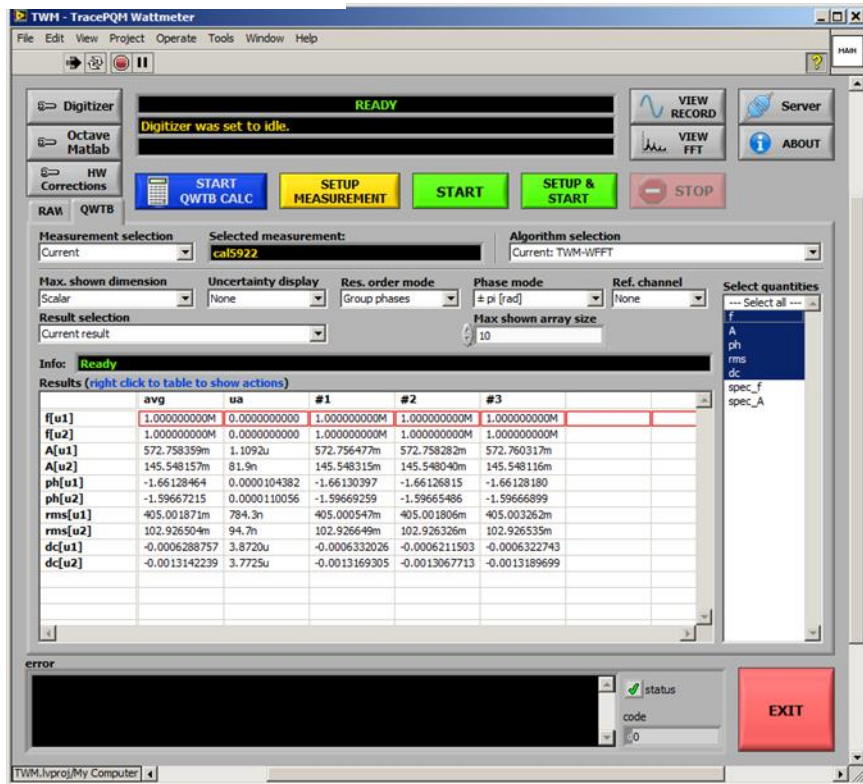 TWM - TracePQM Wattmeter
File Edit View Project Operate Tools Window Help
MAIN
Digitizer
READY
VIEW RECORD
Server
Octave Matlab
Digitizer was set to idle.
VIEW FFT
ABOUT
HW Corrections
START QWTB CALC
SETUP MEASUREMENT
START
SETUP & START
STOP
RAW QWTB
Measurement selection Selected measurement: Algorithm selection
Current cal5922 Current: TWM-WFFT
Max. shown dimension Uncertainty display Res. order mode Phase mode Ref. channel Select quantities
Scalar None Group phases ± pi [rad] None --- Select all ---
Result selection Max shown array size f
Current result 10 A
ph
Info: Ready rms
dc
Results (right click to table to show actions) spec_f
spec_A
avg ua #1 #2 #3
f[u1] 1.000000000M 0.0000000000 1.000000000M 1.000000000M 1.000000000M
f[u2] 1.000000000M 0.0000000000 1.000000000M 1.000000000M 1.000000000M
A[u1] 572.758359m 1.1092u 572.756477m 572.758282m 572.760317m
A[u2] 145.548157m 81.9n 145.548315m 145.548040m 145.548116m
ph[u1] -1.66128464 0.0000104382 -1.66130397 -1.66126815 -1.66128180
ph[u2] -1.59667215 0.0000110056 -1.59669259 -1.59665486 -1.59666899
rms[u1] 405.001871m 784.3n 405.000547m 405.001806m 405.003262m
rms[u2] 102.926504m 94.7n 102.926649m 102.926326m 102.926535m
dc[u1] -0.0006288757 3.8720u -0.0006332026 -0.0006211503 -0.0006322743
dc[u2] -0.0013142239 3.7725u -0.0013169305 -0.0013067713 -0.0013189699
error
status
code
0
EXIT
TWM.lvproj/My Computer